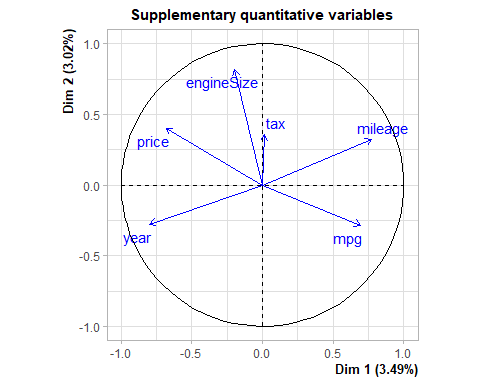 Supplementary quantitative variables
Dim 2 (3.02%)
1.0
0.5
0.0
-0.5
-1.0
engineSize
tax
price
mileage
year
mpg
-1.0 -0.5 0.0 0.5 1.0
Dim 1 (3.49%)